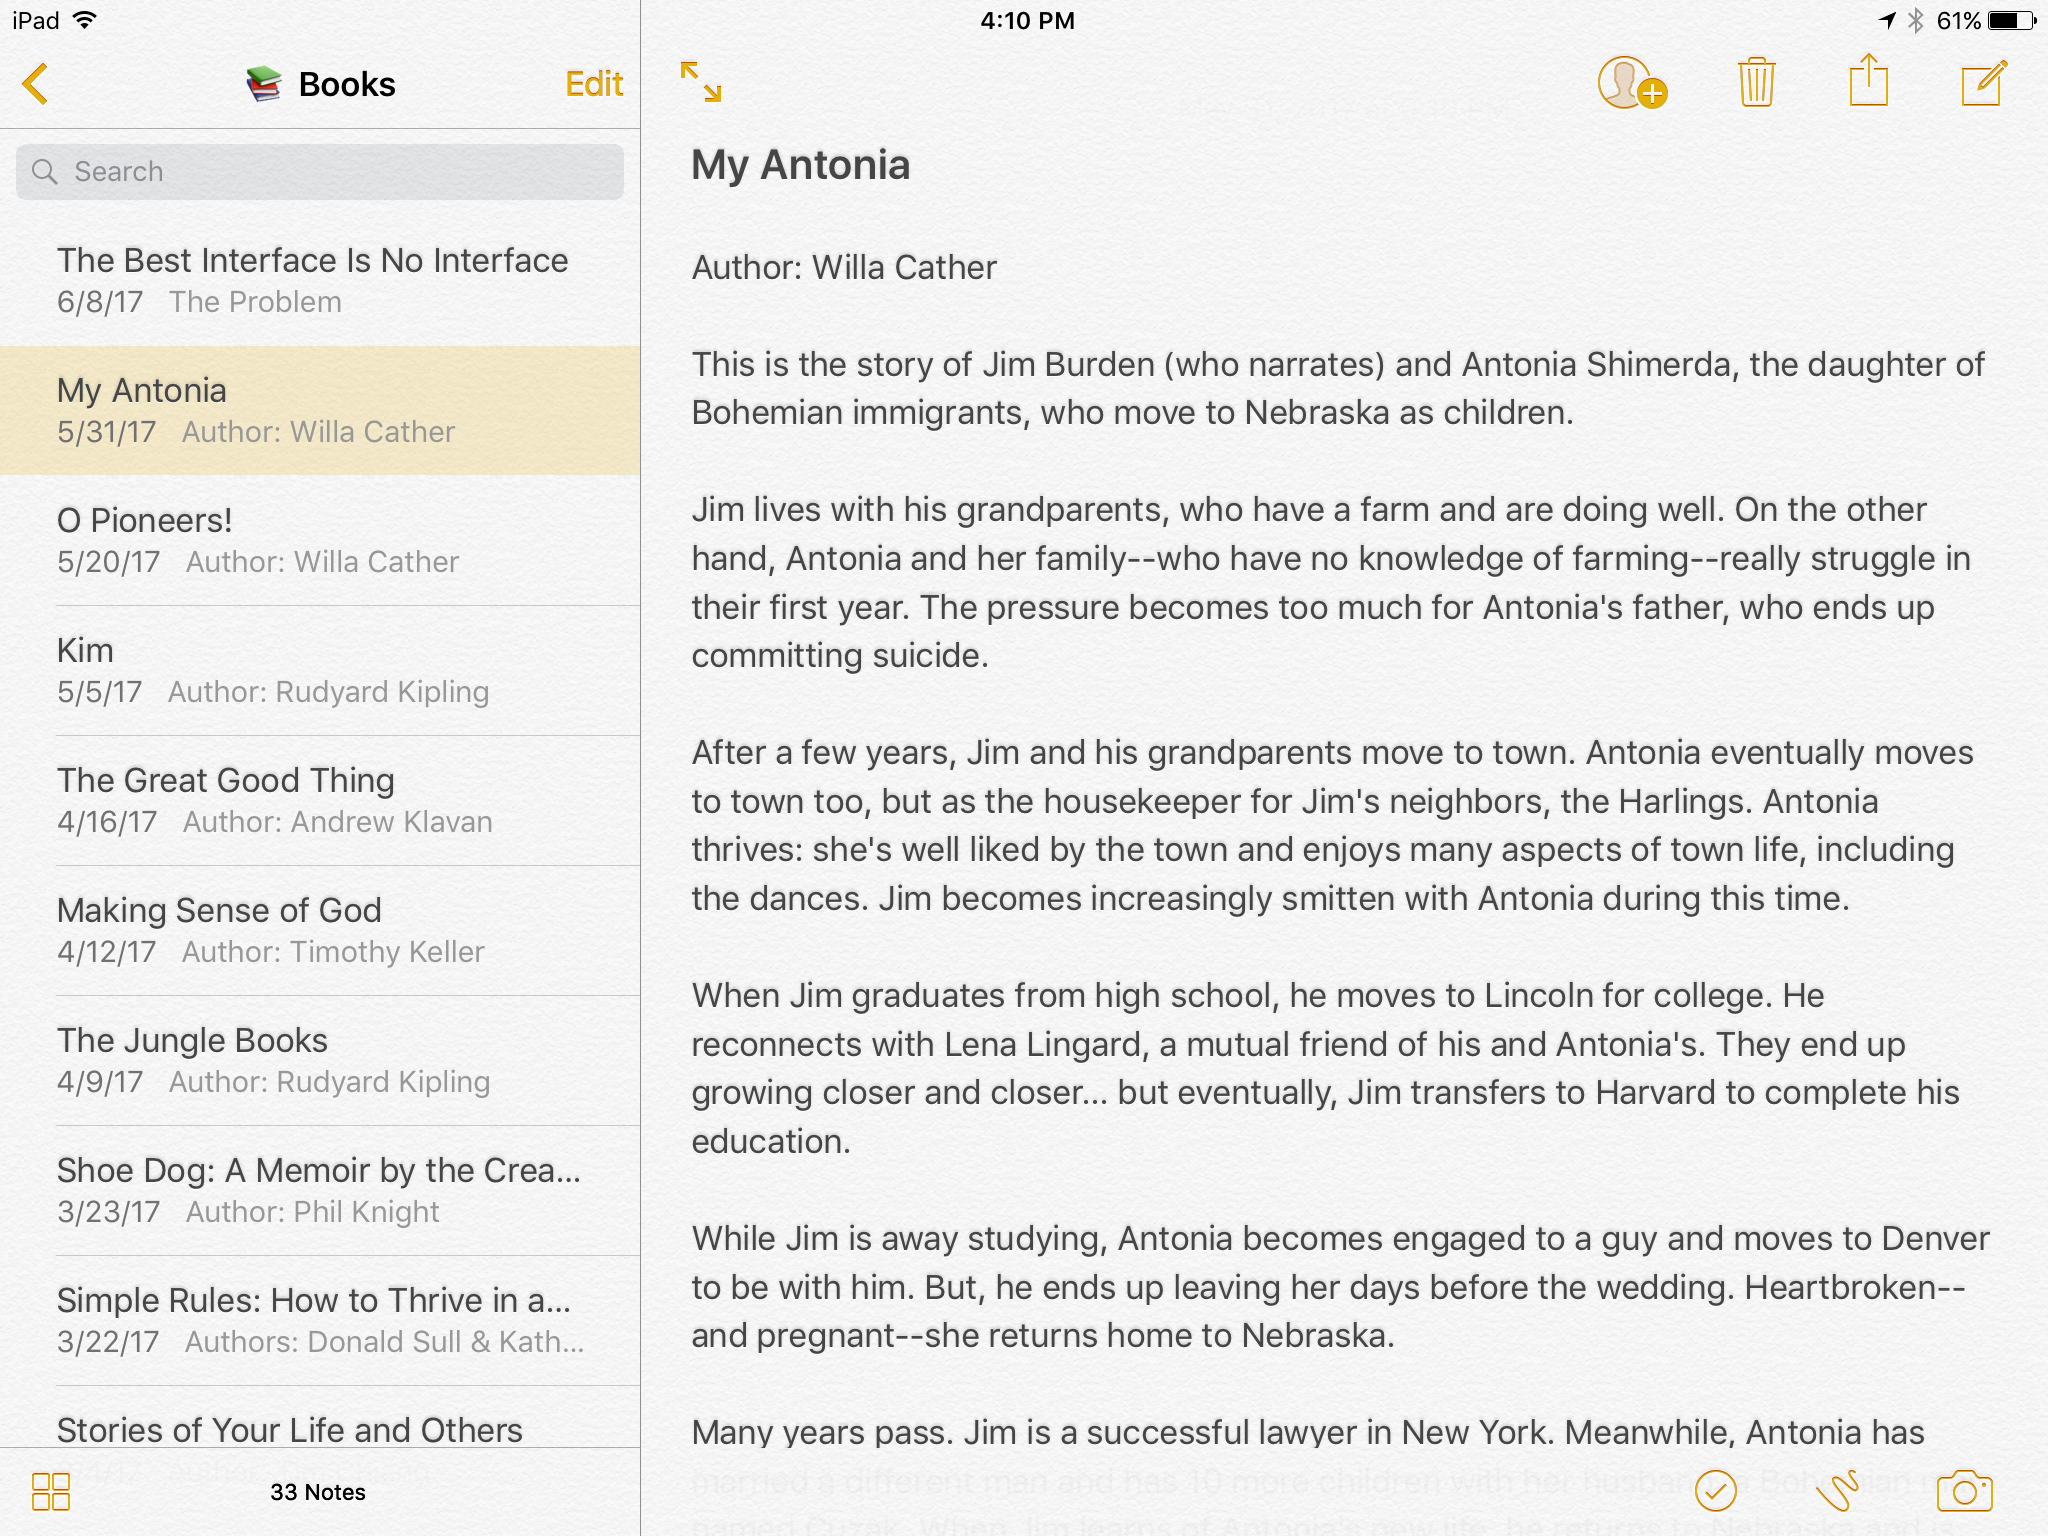 iPad
4:10 PM
61%
Books
Edit
Search
The Best Interface Is No Interface
6/8/17 The Problem
My Antonia
5/31/17 Author: Willa Cather
O Pioneers!
5/20/17 Author: Willa Cather
Kim
5/5/17 Author: Rudyard Kipling
The Great Good Thing
4/16/17 Author: Andrew Klavan
Making Sense of God
4/12/17 Author: Timothy Keller
The Jungle Books
4/9/17 Author: Rudyard Kipling
Shoe Dog: A Memoir by the Crea...
3/23/17 Author: Phil Knight
Simple Rules: How to Thrive in a...
3/22/17 Authors: Donald Sull & Kath...
Stories of Your Life and Others
33 Notes
My Antonia
Author: Willa Cather
This is the story of Jim Burden (who narrates) and Antonia Shimerda, the daughter of
Bohemian immigrants, who move to Nebraska as children.
Jim lives with his grandparents, who have a farm and are doing well. On the other
hand, Antonia and her family--who have no knowledge of farming--really struggle in
their first year. The pressure becomes too much for Antonia's father, who ends up
committing suicide.
After a few years, Jim and his grandparents move to town. Antonia eventually moves
to town too, but as the housekeeper for Jim's neighbors, the Harlings. Antonia
thrives: she's well liked by the town and enjoys many aspects of town life, including
the dances. Jim becomes increasingly smitten with Antonia during this time.
When Jim graduates from high school, he moves to Lincoln for college. He
reconnects with Lena Lingard, a mutual friend of his and Antonia's. They end up
growing closer and closer... but eventually, Jim transfers to Harvard to complete his
education.
While Jim is away studying, Antonia becomes engaged to a guy and moves to Denver
to be with him. But, he ends up leaving her days before the wedding. Heartbroken--
and pregnant--she returns home to Nebraska.
Many years pass. Jim is a successful lawyer in New York. Meanwhile, Antonia has
married a different man and has 10 more children with her husband, a Bohemian
named Cuzak. When Jim learns of Antonia's new life, he returns to Nebraska and